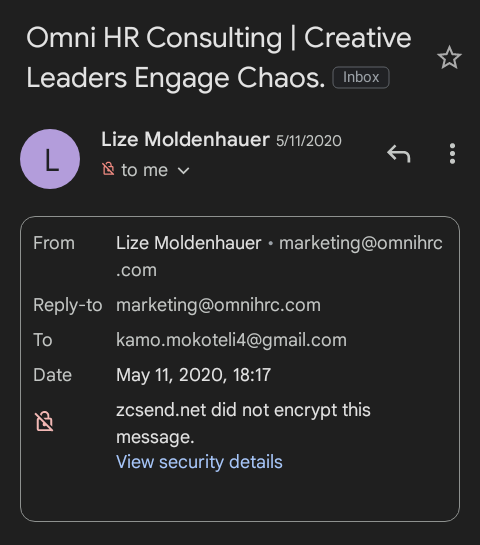 Omni HR Consulting | Creative
Leaders Engage Chaos. Inbox
L
Lize Moldenhauer 5/11/2020
to me
From Lize Moldenhauer • marketing@omnihrc
.com
Reply-to marketing@omnihrc.com
To kamo.mokoteli4@gmail.com
Date May 11, 2020, 18:17
zcsend.net did not encrypt this
message.
View security details